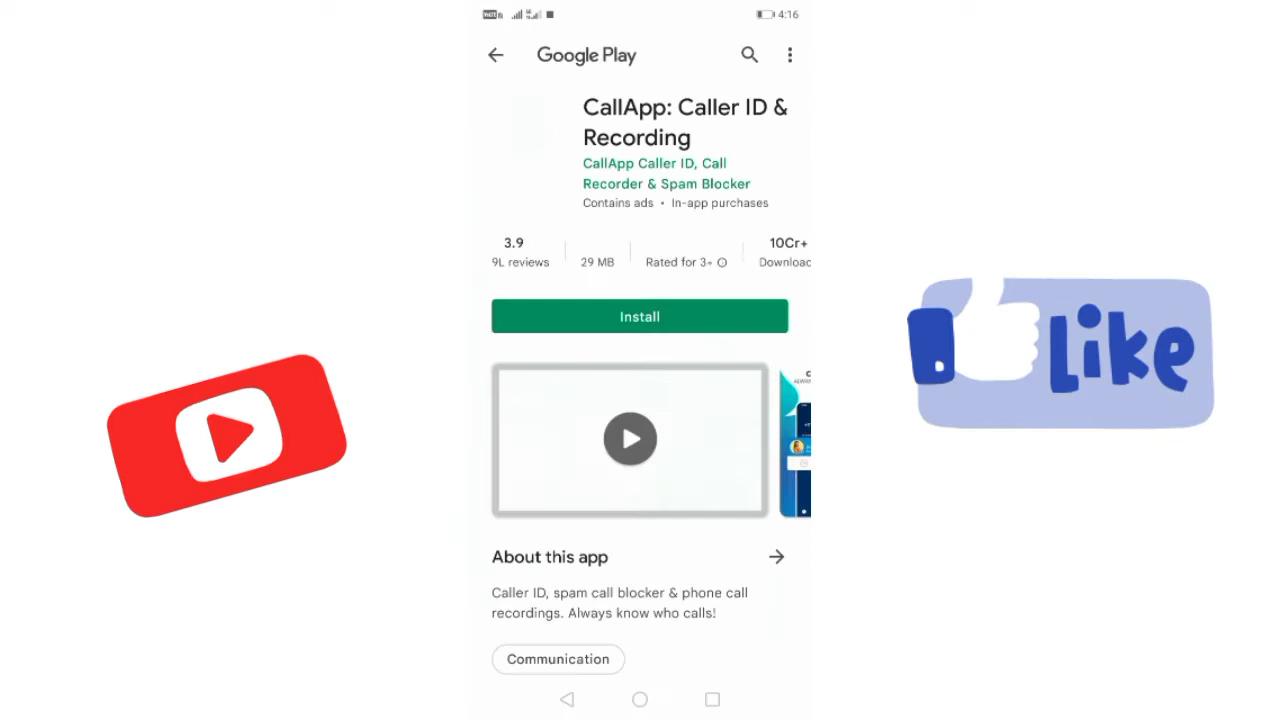 4:16
Google Play
CallApp: Caller ID &
Recording
CallApp Caller ID, Call
Recorder & Spam Blocker
Contains ads • In-app purchases
3.9
10Cr+
9L reviews
29 MB
Rated for 3+
Downloac
Install
About this app
Caller ID, spam call blocker & phone call
recordings. Always know who calls!
Communication
Like